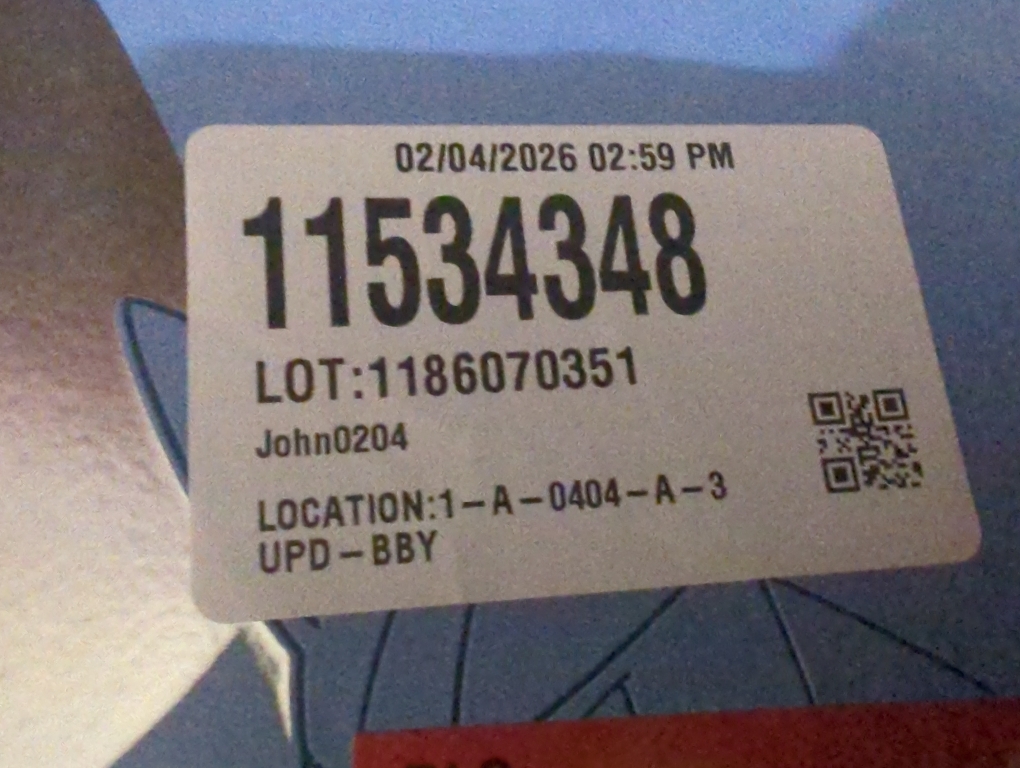 02/04/2026 02:59 PM
11534348
LOT:1186070351
John0204
LOCATION:1-A-0404-A-3
UPD-BBY